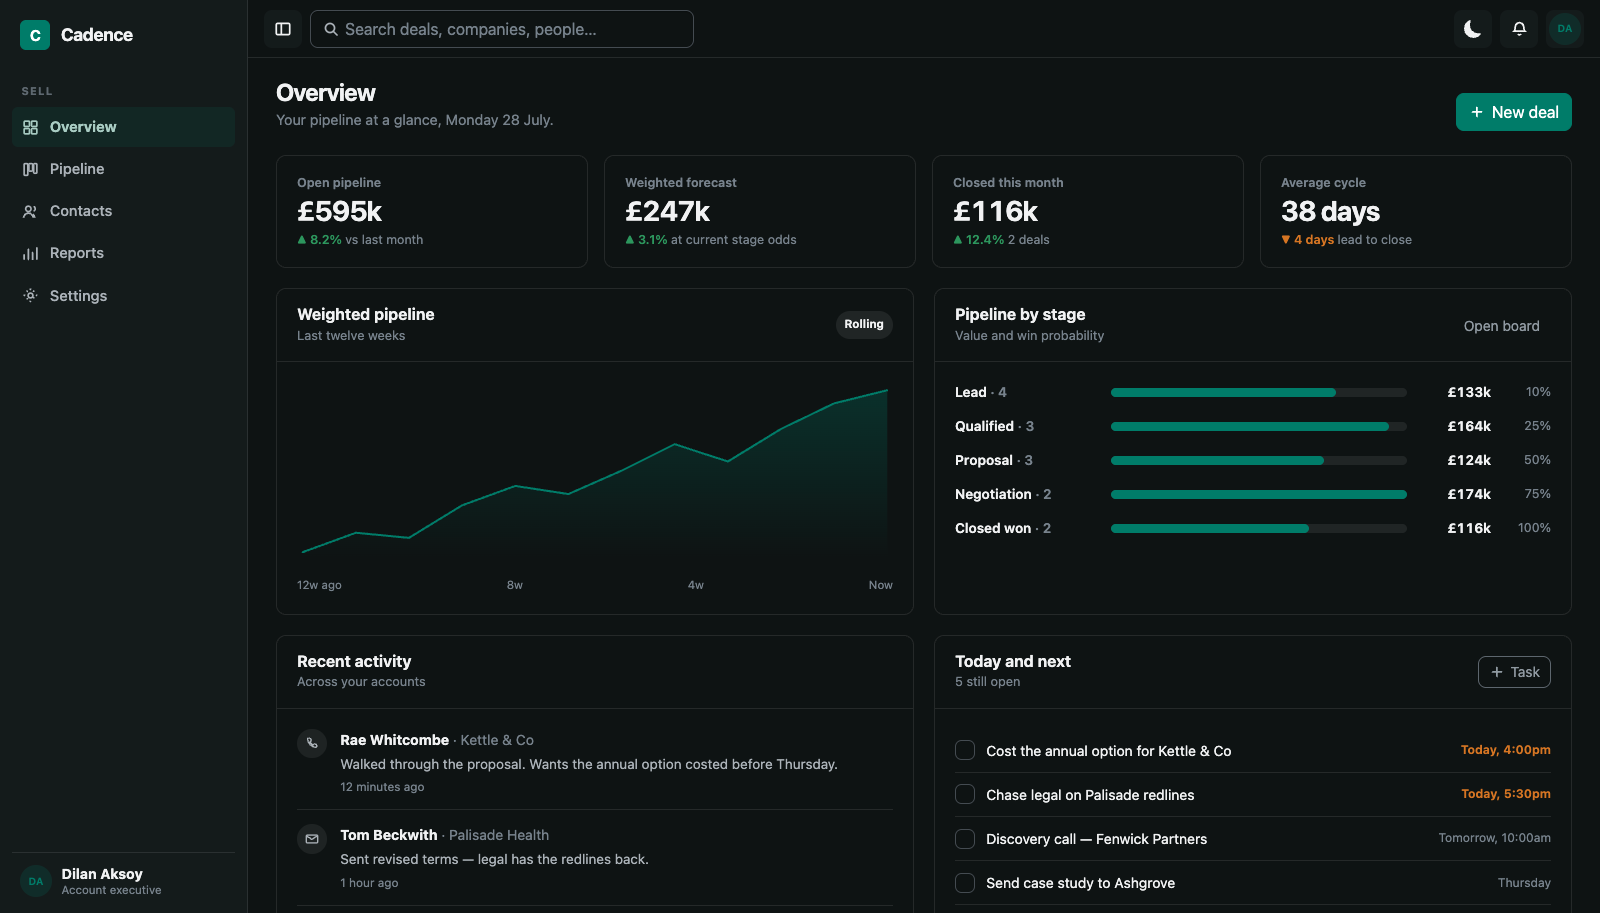 C Cadence
Search deals, companies, people...
DA
SELL
Overview
Pipeline
Contacts
Reports
Settings
Overview
Your pipeline at a glance, Monday 28 July.
+ New deal
Open pipeline
£595k
▲ 8.2% vs last month
Weighted forecast
£247k
▲ 3.1% at current stage odds
Closed this month
£116k
▲ 12.4% 2 deals
Average cycle
38 days
▼ 4 days lead to close
Weighted pipeline
Last twelve weeks
Rolling
12w ago 8w 4w Now
Pipeline by stage
Value and win probability
Open board
Lead · 4 £133k 10%
Qualified · 3 £164k 25%
Proposal · 3 £124k 50%
Negotiation · 2 £174k 75%
Closed won · 2 £116k 100%
Recent activity
Across your accounts
Rae Whitcombe · Kettle & Co
Walked through the proposal. Wants the annual option costed before Thursday.
12 minutes ago
Tom Beckwith · Palisade Health
Sent revised terms — legal has the redlines back.
1 hour ago
Today and next
5 still open
+ Task
Cost the annual option for Kettle & Co Today, 4:00pm
Chase legal on Palisade redlines Today, 5:30pm
Discovery call — Fenwick Partners Tomorrow, 10:00am
Send case study to Ashgrove Thursday
DA
Dilan Aksoy
Account executive